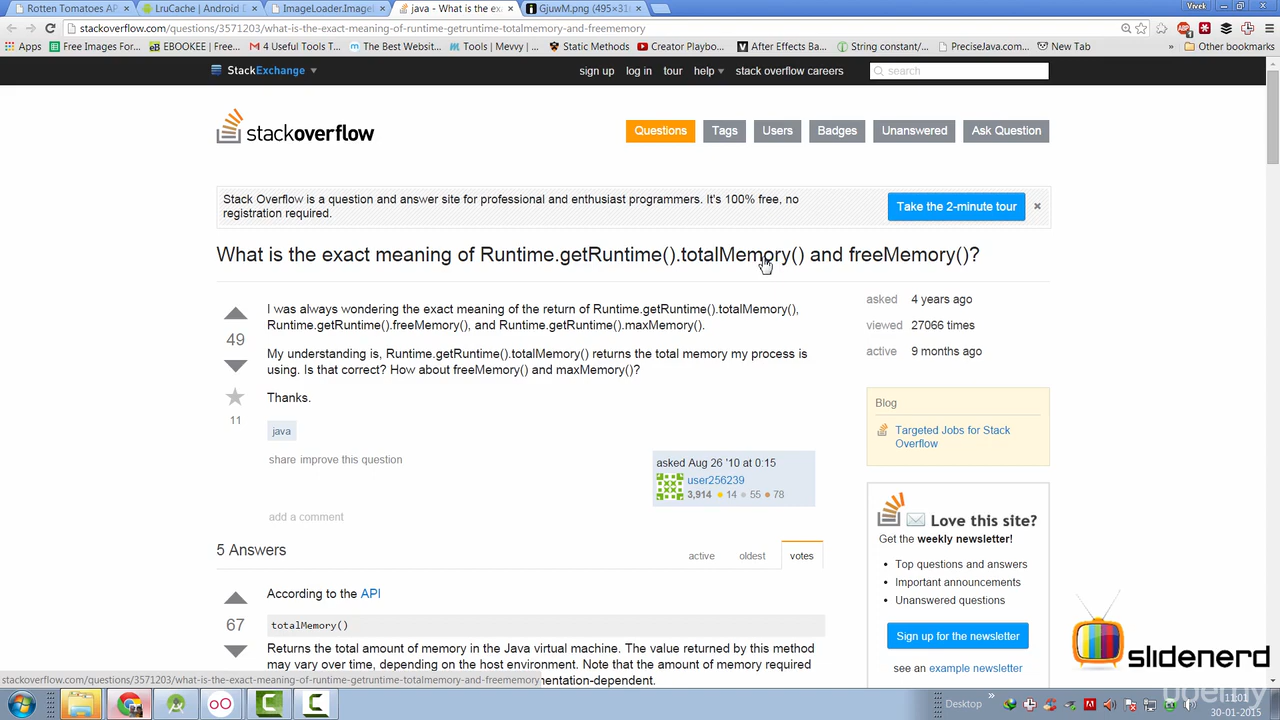 Rotten Tomatoes AP
LruCache | Android D
ImageLoader.ImageL
java - What is the exac
GjuwM.png (495×318
Vivek
stackoverflow.com/questions/3571203/what-is-the-exact-meaning-of-runtime-getruntime-totalmemory-and-freememory
Apps
Free Images For...
EBOOKEE | Free...
4 Useful Tools T...
The Best Websit...
Tools | Mevvy | ...
Static Methods
Creator Playbo...
After Effects Ba...
String constant/...
PreciseJava.com...
New Tab
»
Other bookmarks
StackExchange
sign up
log in
tour
help
stack overflow careers
search
stackoverflow
Questions
Tags
Users
Badges
Unanswered
Ask Question
Stack Overflow is a question and answer site for professional and enthusiast programmers. It's 100% free, no
registration required.
Take the 2-minute tour
What is the exact meaning of Runtime.getRuntime().totalMemory() and freeMemory()?
I was always wondering the exact meaning of the return of Runtime.getRuntime().totalMemory(),
Runtime.getRuntime().freeMemory(), and Runtime.getRuntime().maxMemory().
49
My understanding is, Runtime.getRuntime().totalMemory() returns the total memory my process is
using. Is that correct? How about freeMemory() and maxMemory()?
Thanks.
11
java
share improve this question
asked Aug 26 '10 at 0:15
user256239
3,914 14 55 78
add a comment
asked 4 years ago
viewed 27066 times
active 9 months ago
Blog
Targeted Jobs for Stack
Overflow
Love this site?
Get the weekly newsletter!
• Top questions and answers
• Important announcements
• Unanswered questions
Sign up for the newsletter
see an example newsletter
5 Answers
active
oldest
votes
According to the API
67
totalMemory()
Returns the total amount of memory in the Java virtual machine. The value returned by this method
may vary over time, depending on the host environment. Note that the amount of memory required
mentation-dependent.
stackoverflow.com/questions/3571203/what-is-the-exact-meaning-of-runtime-getruntime-totalmemory-and-freememory
slidenerd
udemy
Desktop
»
11:01
30-01-2015